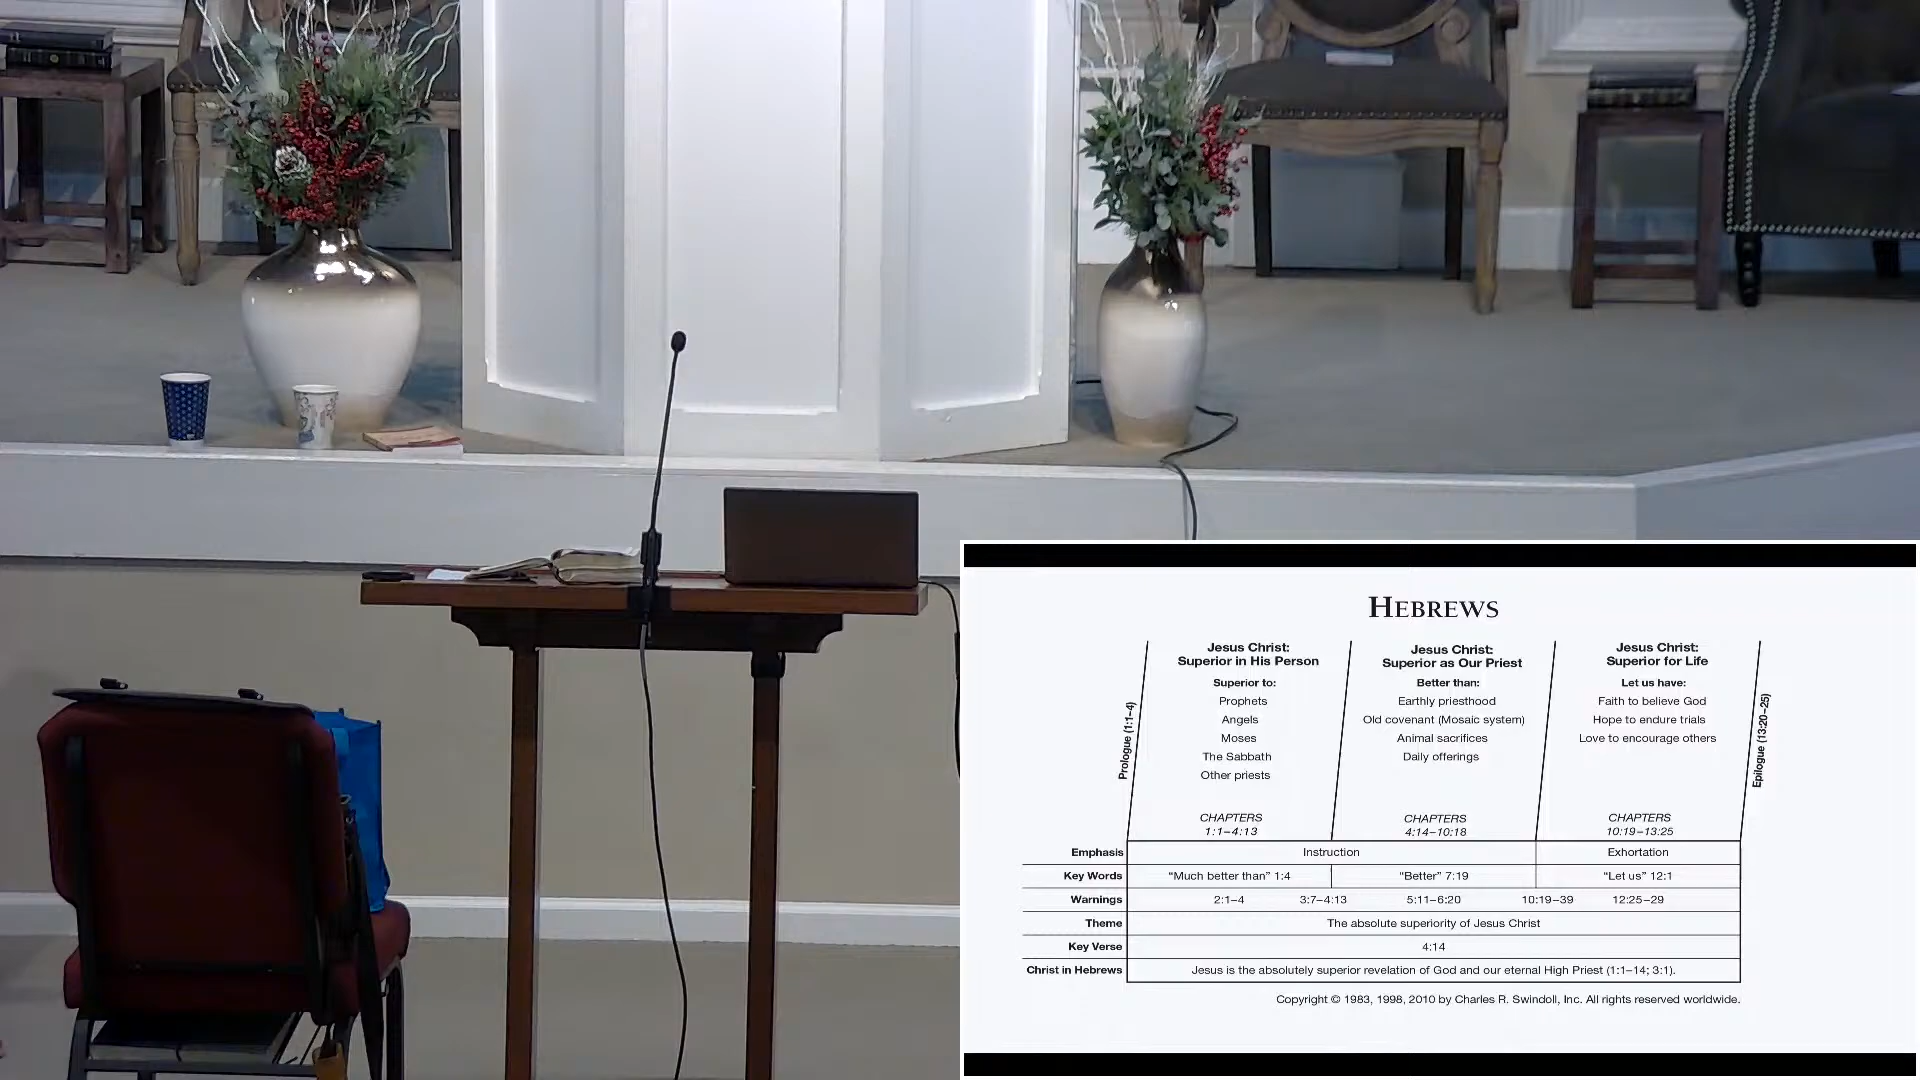 HEBREWS
Jesus Christ:
Superior in His Person
Superior to:
Prophets
Angels
Moses
The Sabbath
Other priests
CHAPTERS
1:1–4:13
Jesus Christ:
Superior as Our Priest
Better than:
Earthly priesthood
Old covenant (Mosaic system)
Animal sacrifices
Daily offerings
CHAPTERS
4:14–10:18
Jesus Christ:
Superior for Life
Let us have:
Faith to believe God
Hope to endure trials
Love to encourage others
CHAPTERS
10:19–13:25
Prologue (1:1–4)
Epilogue (13:20–25)
Emphasis Instruction Exhortation
Key Words “Much better than” 1:4 “Better” 7:19 “Let us” 12:1
Warnings 2:1–4 3:7–4:13 5:11–6:20 10:19–39 12:25–29
Theme The absolute superiority of Jesus Christ
Key Verse 4:14
Christ in Hebrews Jesus is the absolutely superior revelation of God and our eternal High Priest (1:1–14; 3:1).
Copyright © 1983, 1998, 2010 by Charles R. Swindoll, Inc. All rights reserved worldwide.